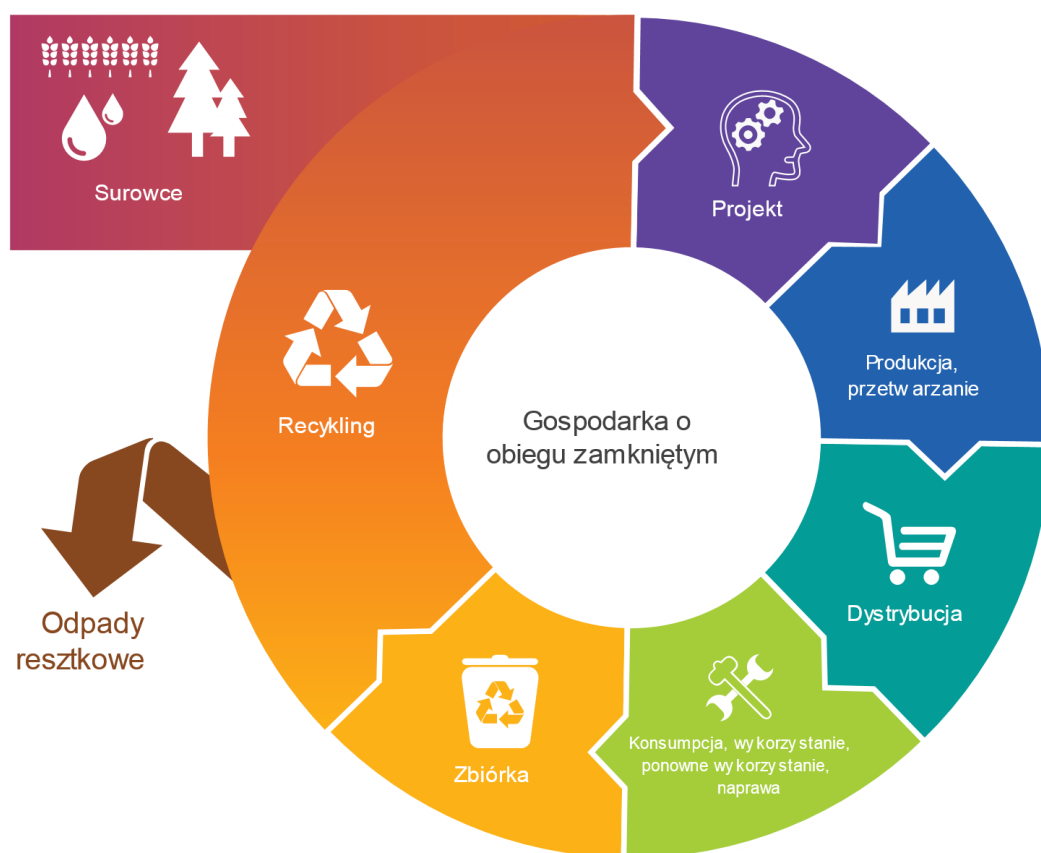 Surowce
Projekt
Produkcja,
przetw arzanie
Recykling
Gospodarka o
obiegu zamkniętym
Dystrybucja
Odpady
resztkowe
Konsumpcja, wy korzy stanie,
ponowne wy korzy stanie,
naprawa
Zbiórka